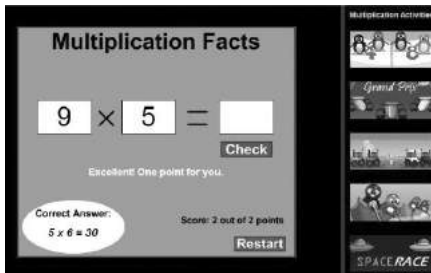 Multiplication Activities
Multiplication Facts
9 × 5 =
Check
Excellent! One point for you.
Correct Answer:
5 x 6 = 30
Score: 2 out of 2 points
Restart
Grand Prix
SPACE RACE